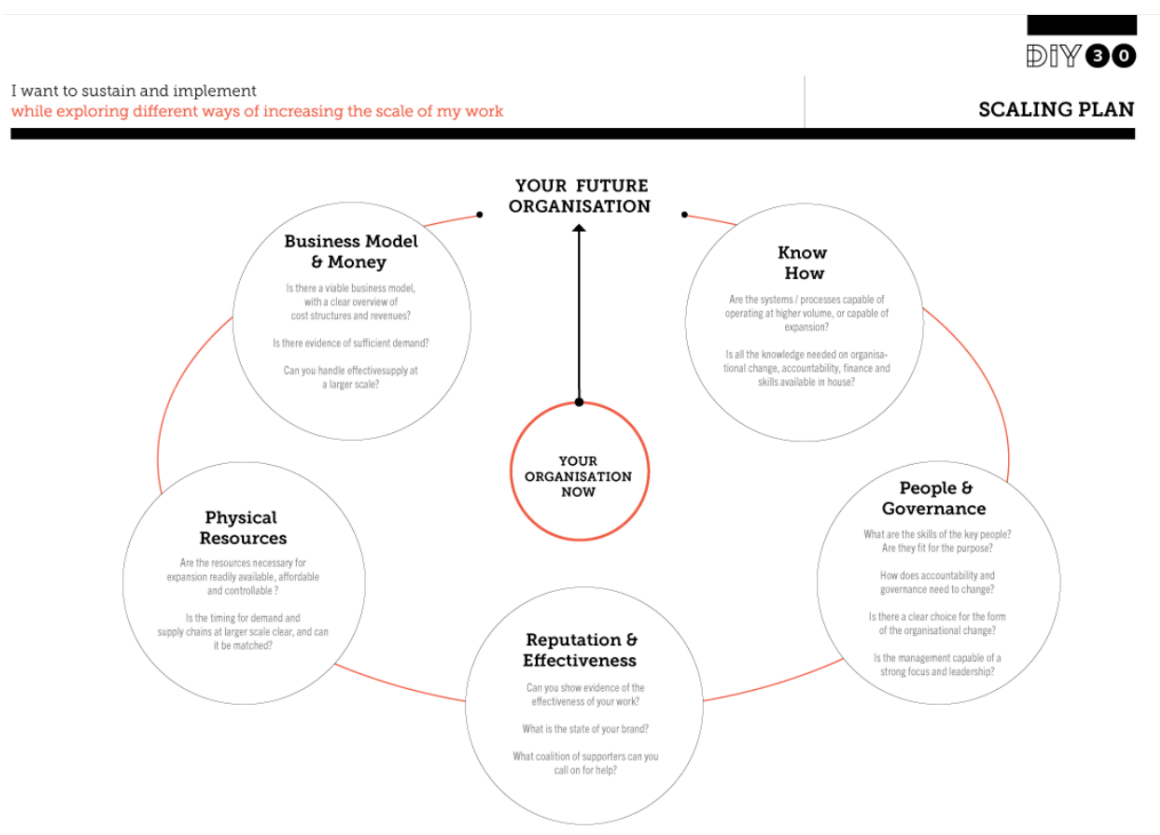 DIY 30
I want to sustain and implement
while exploring different ways of increasing the scale of my work
SCALING PLAN
YOUR FUTURE
ORGANISATION
Business Model
& Money
Is there a viable business model,
with a clear overview of
cost structures and revenues?
Is there evidence of sufficient demand?
Can you handle effectivesupply at
a larger scale?
Know
How
Are the systems / processes capable of
operating at higher volume, or capable of
expansion?
Is all the knowledge needed on organisa-
tional change, accountability, finance and
skills available in house?
YOUR
ORGANISATION
NOW
Physical
Resources
Are the resources necessary for
expansion readily available, affordable
and controllable ?
Is the timing for demand and
supply chains at larger scale clear, and can
it be matched?
People &
Governance
What are the skills of the key people?
Are they fit for the purpose?
How does accountability and
governance need to change?
Is there a clear choice for the form
of the organisational change?
Is the management capable of a
strong focus and leadership?
Reputation &
Effectiveness
Can you show evidence of the
effectiveness of your work?
What is the state of your brand?
What coalition of supporters can you
call on for help?